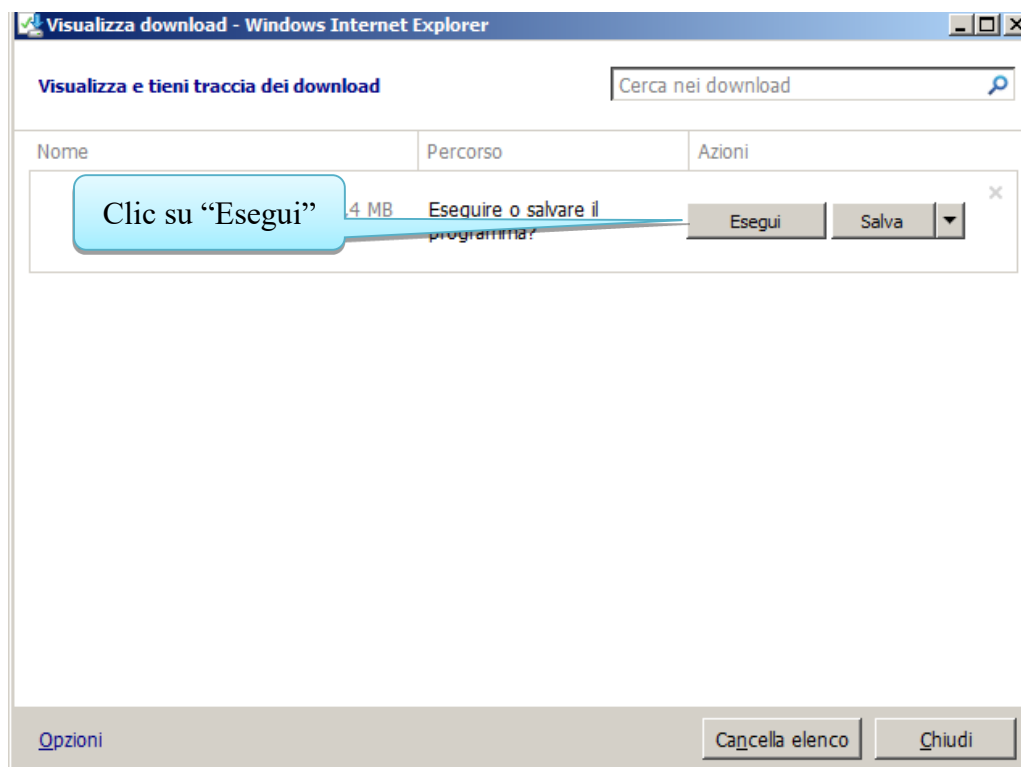 Visualizza download - Windows Internet Explorer
Visualizza e tieni traccia dei download
Cerca nei download
Nome Percorso Azioni
Clic su “Esegui”
,4 MB
Eseguire o salvare il
programma?
Esegui
Salva
Opzioni
Cancella elenco
Chiudi